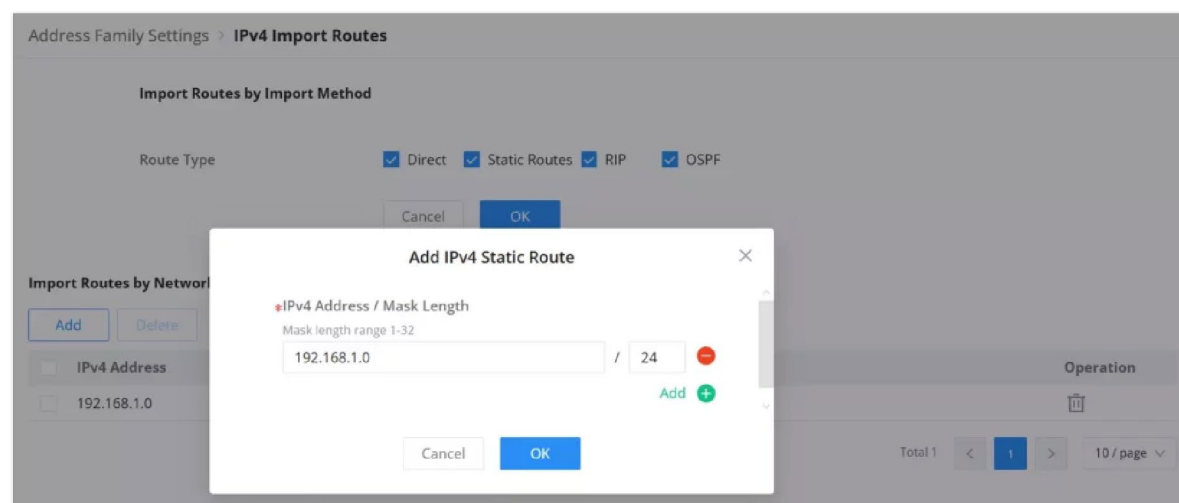 Address Family Settings > IPv4 Import Routes
Import Routes by Import Method
Route Type
Direct
Static Routes
RIP
OSPF
Cancel
OK
Import Routes by Networ
Add
Delete
IPv4 Address
Operation
192.168.1.0
Total 1
<
1
>
10 / page
Add IPv4 Static Route
*IPv4 Address / Mask Length
Mask length range 1-32
192.168.1.0 / 24
Add
Cancel
OK